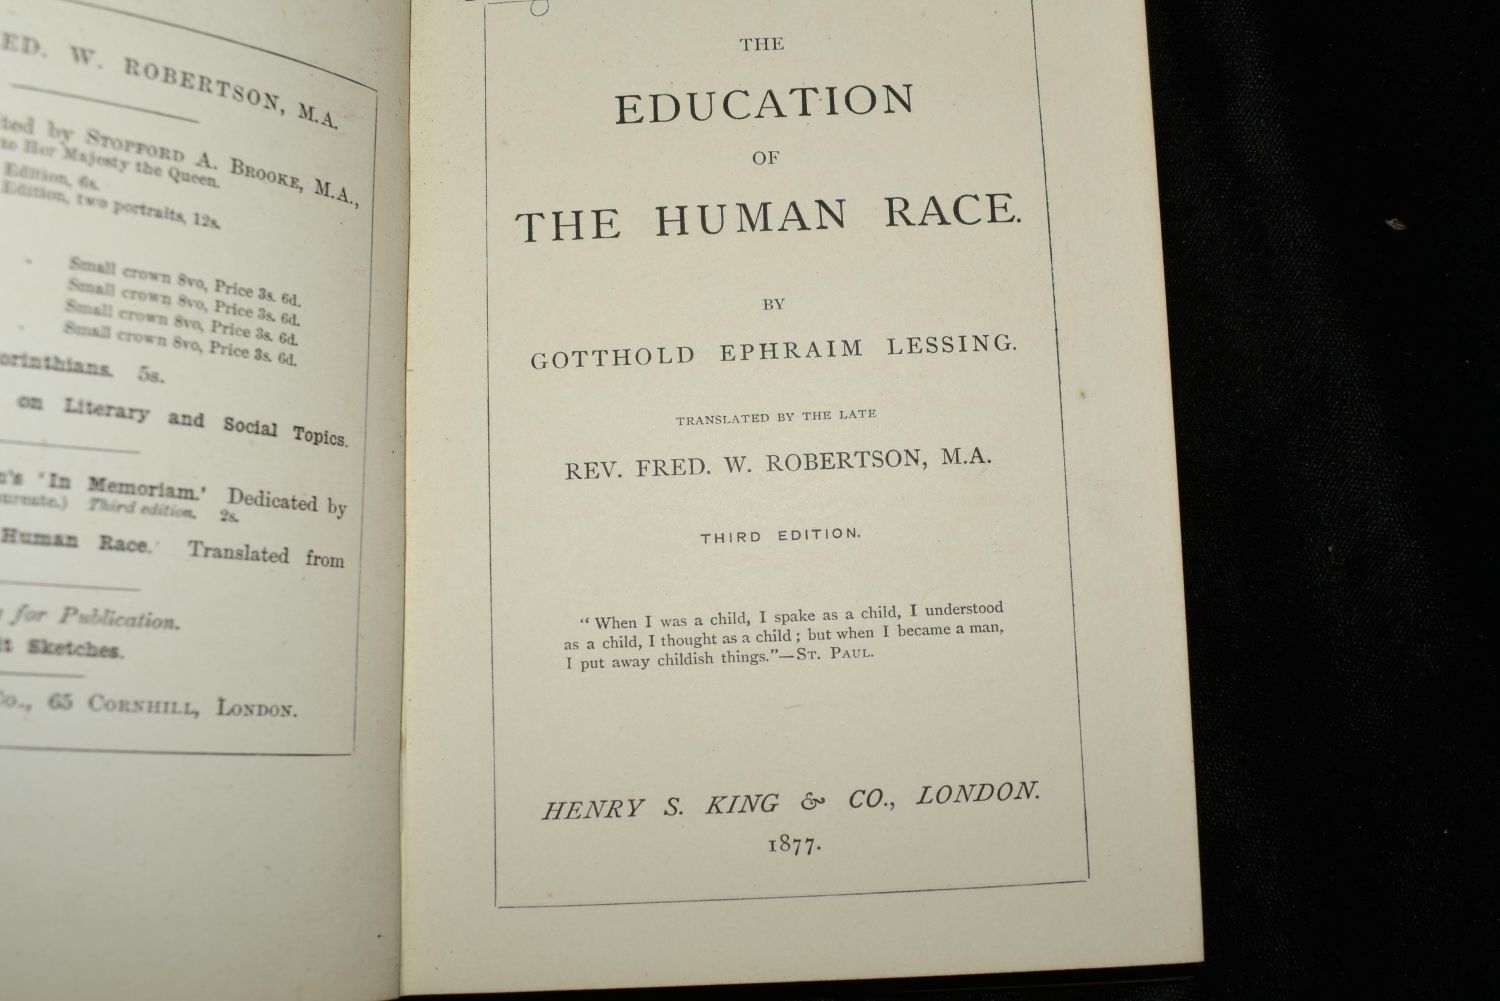 ED. W. ROBERTSON, M.A.
ted by STOPFORD A. BROOKE, M.A.,
to Her Majesty the Queen.
Edition, 6s.
Edition, two portraits, 12s.
Small crown 8vo, Price 3s. 6d.
Small crown 8vo, Price 3s. 6d.
Small crown 8vo, Price 3s. 6d.
Small crown 8vo, Price 3s. 6d.
orinthians. 5s.
on Literary and Social Topics.
n's 'In Memoriam.' Dedicated by
aureate.) Third edition. 2s.
Human Race. Translated from
for Publication.
it Sketches.
Co., 65 CORNHILL, LONDON.
THE
EDUCATION
OF
THE HUMAN RACE.
BY
GOTTHOLD EPHRAIM LESSING.
TRANSLATED BY THE LATE
REV. FRED. W. ROBERTSON, M.A.
THIRD EDITION.
"When I was a child, I spake as a child, I understood
as a child, I thought as a child; but when I became a man,
I put away childish things."—ST. PAUL.
HENRY S. KING & CO., LONDON.
1877.